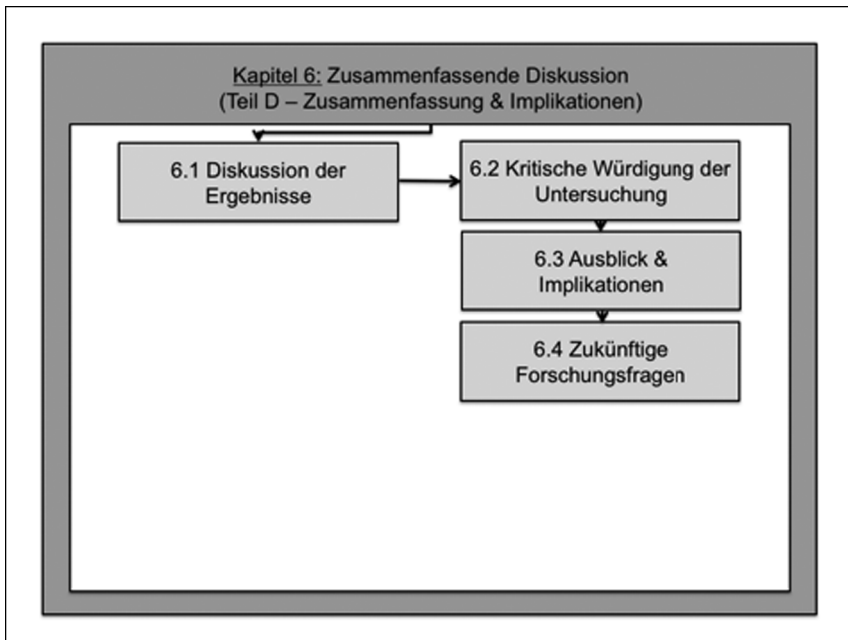 Kapitel 6: Zusammenfassende Diskussion
(Teil D – Zusammenfassung & Implikationen)
6.1 Diskussion der
Ergebnisse
6.2 Kritische Würdigung der
Untersuchung
6.3 Ausblick &
Implikationen
6.4 Zukünftige
Forschungsfragen